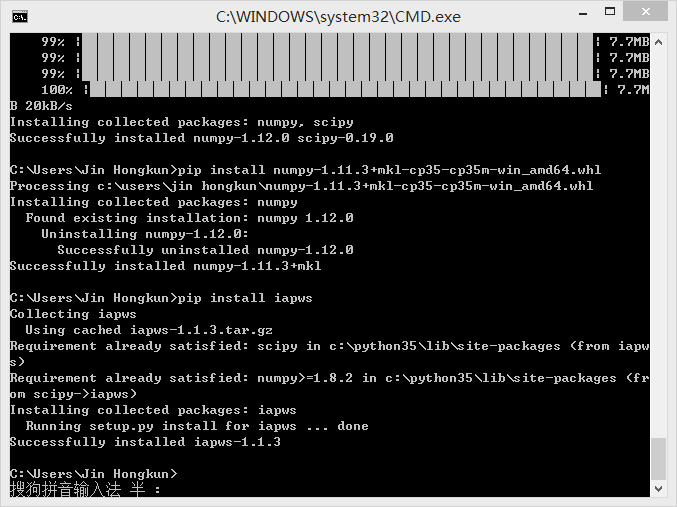 C:\WINDOWS\system32\CMD.exe
99% | 7.7MB
99% | 7.7MB
99% | 7.7MB
100% | 7.7M
B 20kB/s
Installing collected packages: numpy, scipy
Successfully installed numpy-1.12.0 scipy-0.19.0
C:\Users\Jin Hongkun>pip install numpy-1.11.3+mkl-cp35-cp35m-win_amd64.whl
Processing c:\users\jin hongkun\numpy-1.11.3+mkl-cp35-cp35m-win_amd64.whl
Installing collected packages: numpy
  Found existing installation: numpy 1.12.0
    Uninstalling numpy-1.12.0:
      Successfully uninstalled numpy-1.12.0
Successfully installed numpy-1.11.3+mkl
C:\Users\Jin Hongkun>pip install iapws
Collecting iapws
  Using cached iapws-1.1.3.tar.gz
Requirement already satisfied: scipy in c:\python35\lib\site-packages (from iapw
s)
Requirement already satisfied: numpy>=1.8.2 in c:\python35\lib\site-packages (fr
om scipy->iapws)
Installing collected packages: iapws
  Running setup.py install for iapws ... done
Successfully installed iapws-1.1.3
C:\Users\Jin Hongkun>
搜狗拼音输入法 半 :